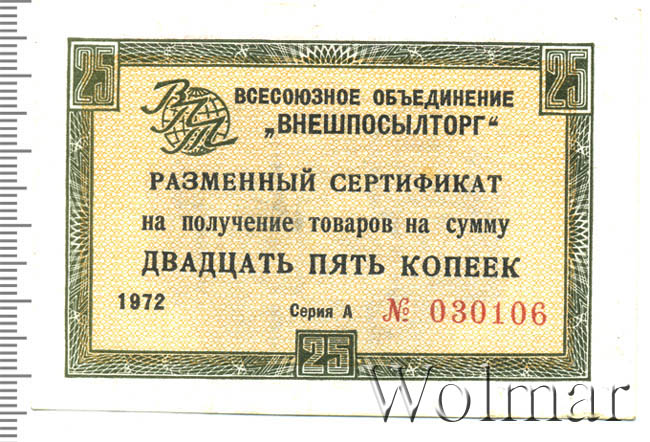 25 25
ВПТ ВСЕСОЮЗНОЕ ОБЪЕДИНЕНИЕ
„ВНЕШПОСЫЛТОРГ“
РАЗМЕННЫЙ СЕРТИФИКАТ
на получение товаров на сумму
ДВАДЦАТЬ ПЯТЬ КОПЕЕК
1972 Серия А № 030106
25
Wolmar